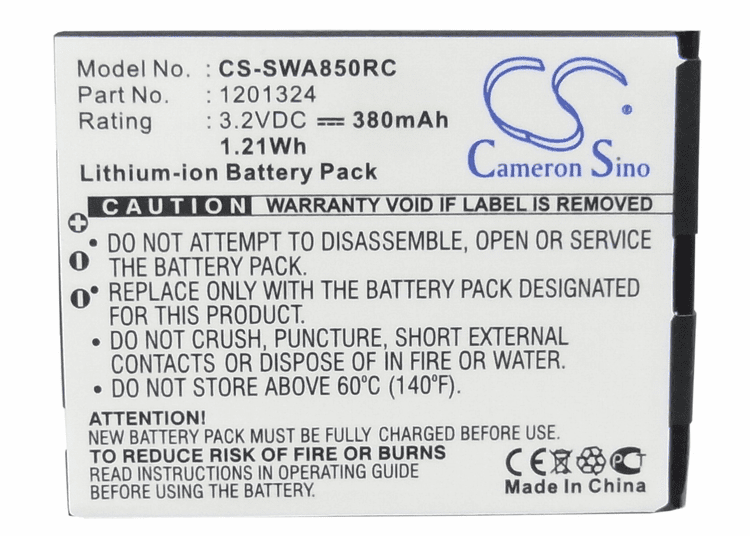 Model No. : CS-SWA850RC
Part No. : 1201324
Rating : 3.2VDC ⎓ 380mAh
1.21Wh
Lithium-ion Battery Pack
CS
Cameron Sino
CAUTION WARRANTY VOID IF LABEL IS REMOVED
• DO NOT ATTEMPT TO DISASSEMBLE, OPEN OR SERVICE
THE BATTERY PACK.
• REPLACE ONLY WITH THE BATTERY PACK DESIGNATED
FOR THIS PRODUCT.
• DO NOT CRUSH, PUNCTURE, SHORT EXTERNAL
CONTACTS OR DISPOSE OF IN FIRE OR WATER.
• DO NOT STORE ABOVE 60°C (140°F).
ATTENTION!
NEW BATTERY PACK MUST BE FULLY CHARGED BEFORE USE.
TO REDUCE RISK OF FIRE OR BURNS
READ INSTRUCTIONS IN OPERATING GUIDE
BEFORE USING THE BATTERY.
CE PCT
Made In China